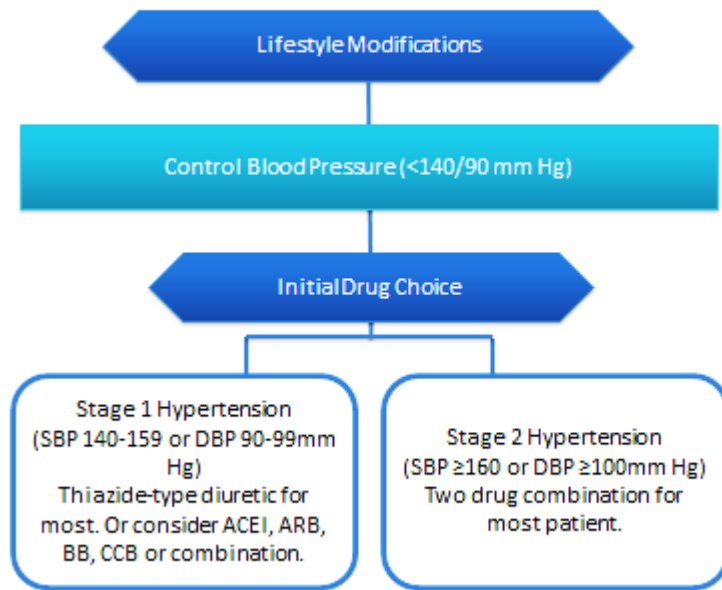 Lifestyle Modifications
Control Blood Pressure (<140/90 mm Hg)
Initial Drug Choice
Stage 1 Hypertension
(SBP 140-159 or DBP 90-99mm
Hg)
Thiazide-type diuretic for
most. Or consider ACEI, ARB,
BB, CCB or combination.
Stage 2 Hypertension
(SBP ≥160 or DBP ≥100mm Hg)
Two drug combination for
most patient.